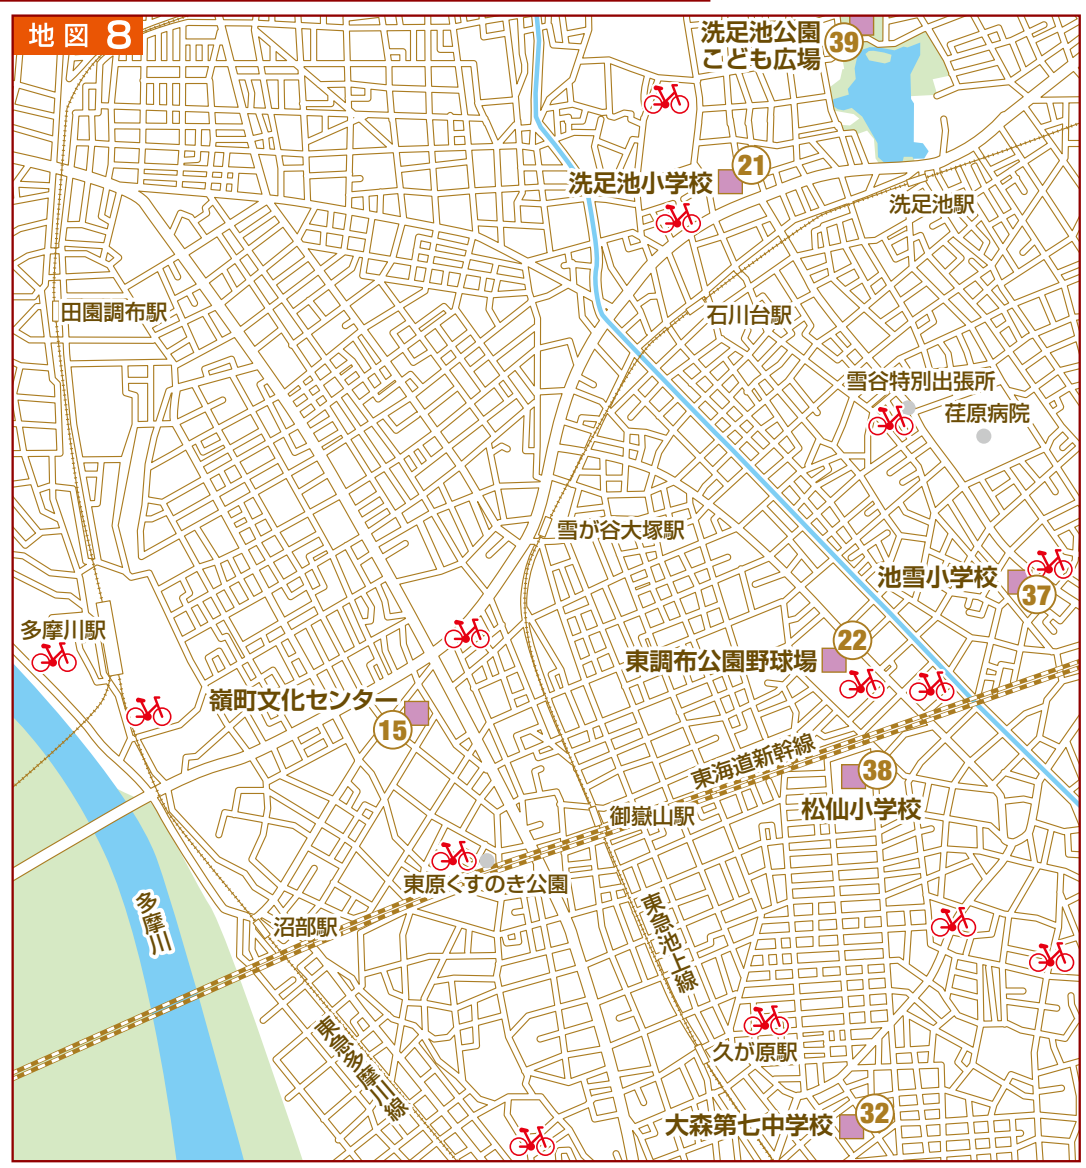 地図 8
洗足池公園
こども広場
39
21
洗足池小学校
洗足池駅
田園調布駅
石川台駅
雪谷特別出張所
荏原病院
雪が谷大塚駅
池雪小学校
37
多摩川駅
22
東調布公園野球場
嶺町文化センター
15
東海道新幹線
38
松仙小学校
御嶽山駅
東原くすのき公園
多摩川
沼部駅
東急池上線
東急多摩川線
久が原駅
大森第七中学校
32